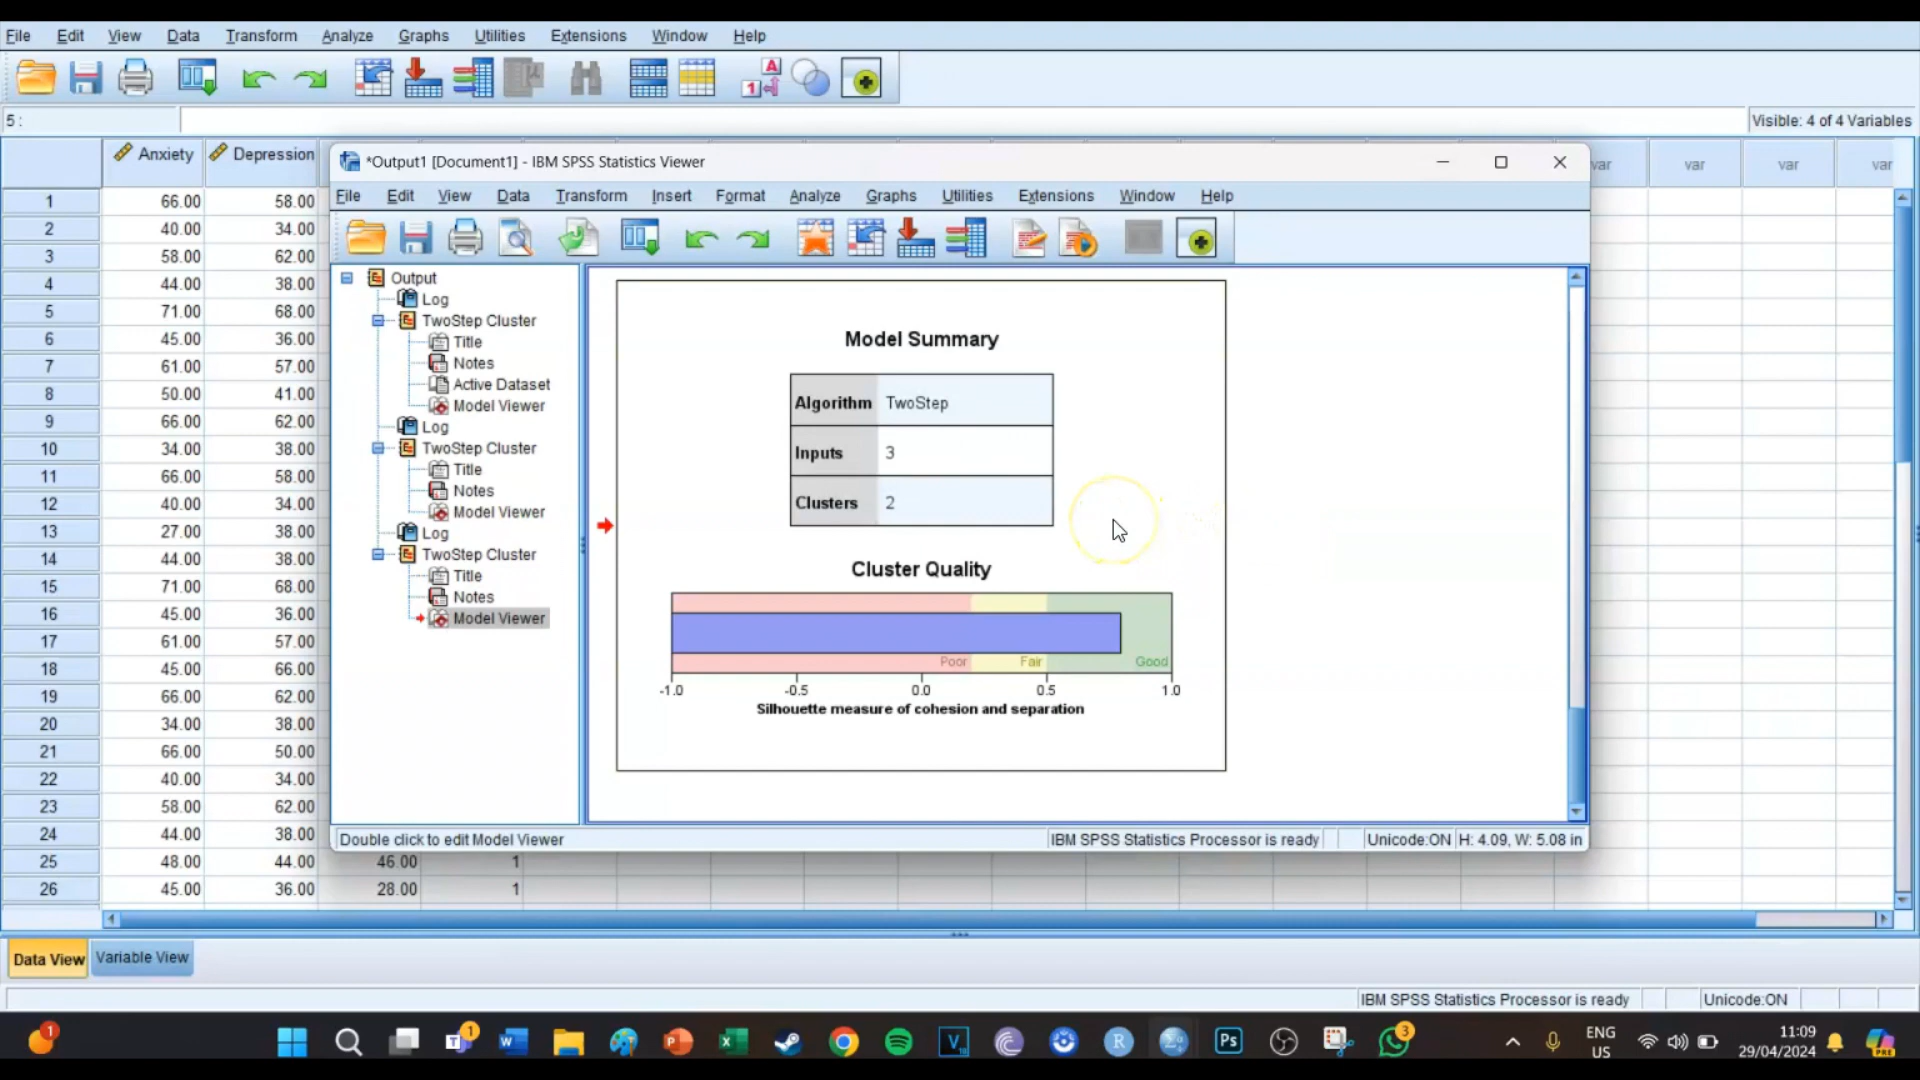 File Edit View Data Transform Analyze Graphs Utilities Extensions Window Help
5 :
Visible: 4 of 4 Variables
Anxiety Depression var var var var
*Output1 [Document1] - IBM SPSS Statistics Viewer
File Edit View Data Transform Insert Format Analyze Graphs Utilities Extensions Window Help
Output
Log
TwoStep Cluster
Title
Notes
Active Dataset
Model Viewer
Log
TwoStep Cluster
Title
Notes
Model Viewer
Log
TwoStep Cluster
Title
Notes
Model Viewer
Model Summary
Algorithm TwoStep
Inputs 3
Clusters 2
Cluster Quality
Poor Fair Good
-1.0 -0.5 0.0 0.5 1.0
Silhouette measure of cohesion and separation
Double click to edit Model Viewer
IBM SPSS Statistics Processor is ready Unicode:ON H: 4.09, W: 5.08 in
1 66.00 58.00
2 40.00 34.00
3 58.00 62.00
4 44.00 38.00
5 71.00 68.00
6 45.00 36.00
7 61.00 57.00
8 50.00 41.00
9 66.00 62.00
10 34.00 38.00
11 66.00 58.00
12 40.00 34.00
13 27.00 38.00
14 44.00 38.00
15 71.00 68.00
16 45.00 36.00
17 61.00 57.00
18 45.00 66.00
19 66.00 62.00
20 34.00 38.00
21 66.00 50.00
22 40.00 34.00
23 58.00 62.00
24 44.00 38.00
25 48.00 44.00 46.00 1
26 45.00 36.00 28.00 1
Data View Variable View
IBM SPSS Statistics Processor is ready Unicode:ON
ENG
US
11:09
29/04/2024